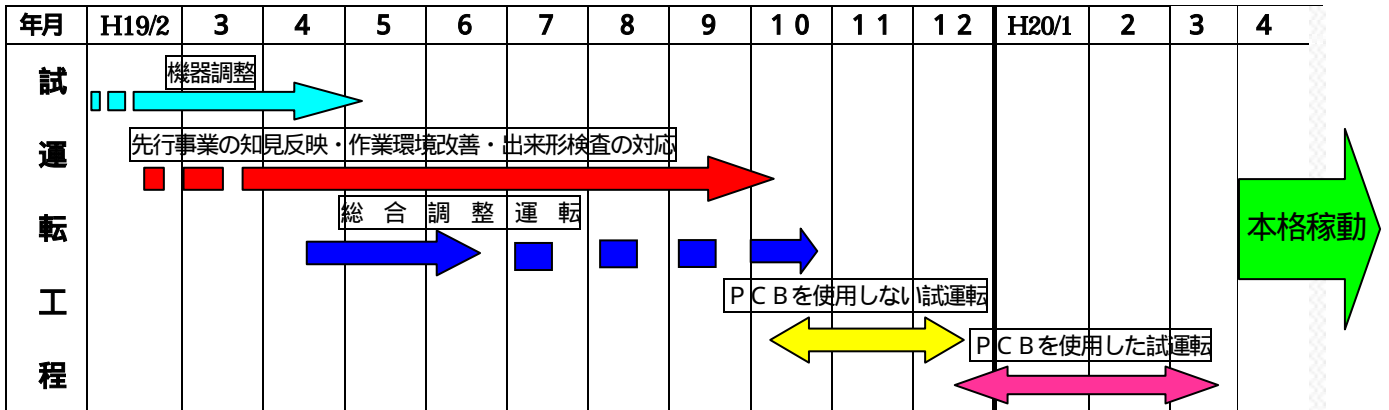 年月 H19/2 3 4 5 6 7 8 9 １０ １１ １２ H20/1 2 3 4
試運転工程
機器調整
先行事業の知見反映・作業環境改善・出来形検査の対応
総　合　調　整　運　転
本格稼動
ＰＣＢを使用しない試運転
ＰＣＢを使用した試運転